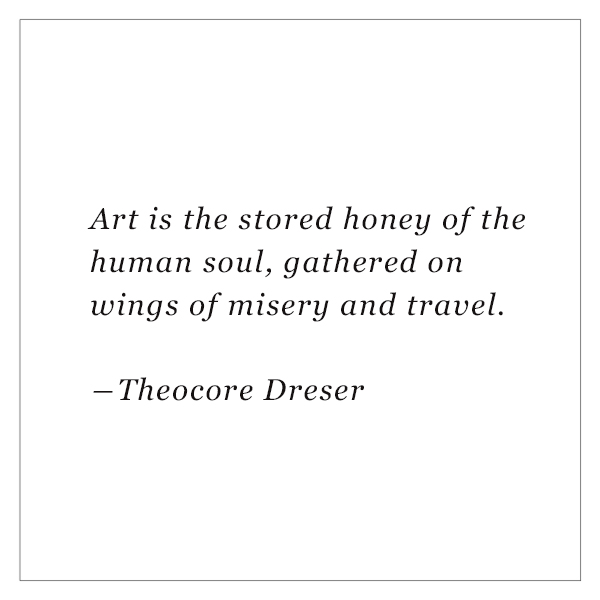 Art is the stored honey of the
human soul, gathered on
wings of misery and travel.
—Theocore Dreser